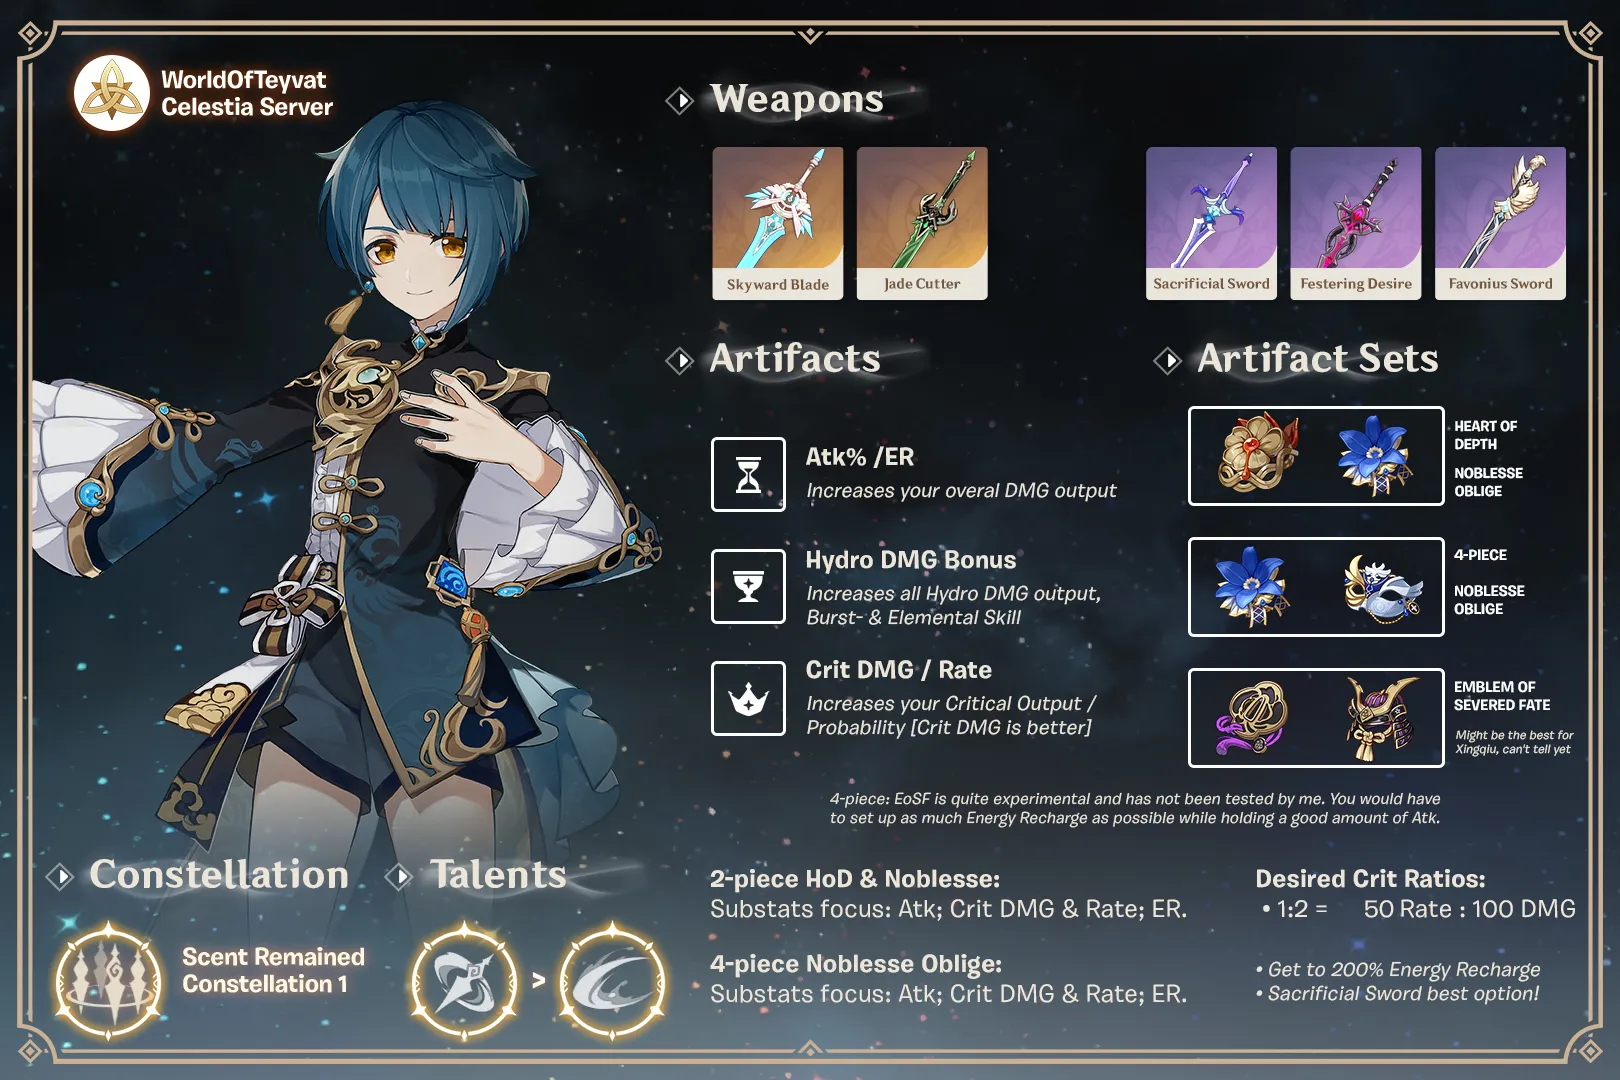 WorldOfTeyvat
Celestia Server
Weapons
Skyward Blade
Jade Cutter
Sacrificial Sword
Festering Desire
Favonius Sword
Artifacts
Atk% /ER
Increases your overal DMG output
Hydro DMG Bonus
Increases all Hydro DMG output,
Burst- & Elemental Skill
Crit DMG / Rate
Increases your Critical Output /
Probability [Crit DMG is better]
Artifact Sets
HEART OF
DEPTH
NOBLESSE
OBLIGE
4-PIECE
NOBLESSE
OBLIGE
EMBLEM OF
SEVERED FATE
Might be the best for
Xingqiu, can't tell yet
4-piece: EoSF is quite experimental and has not been tested by me. You would have
to set up as much Energy Recharge as possible while holding a good amount of Atk.
Constellation
Scent Remained
Constellation 1
Talents
>
2-piece HoD & Noblesse:
Substats focus: Atk; Crit DMG & Rate; ER.
4-piece Noblesse Oblige:
Substats focus: Atk; Crit DMG & Rate; ER.
Desired Crit Ratios:
• 1:2 = 50 Rate : 100 DMG
• Get to 200% Energy Recharge
• Sacrificial Sword best option!